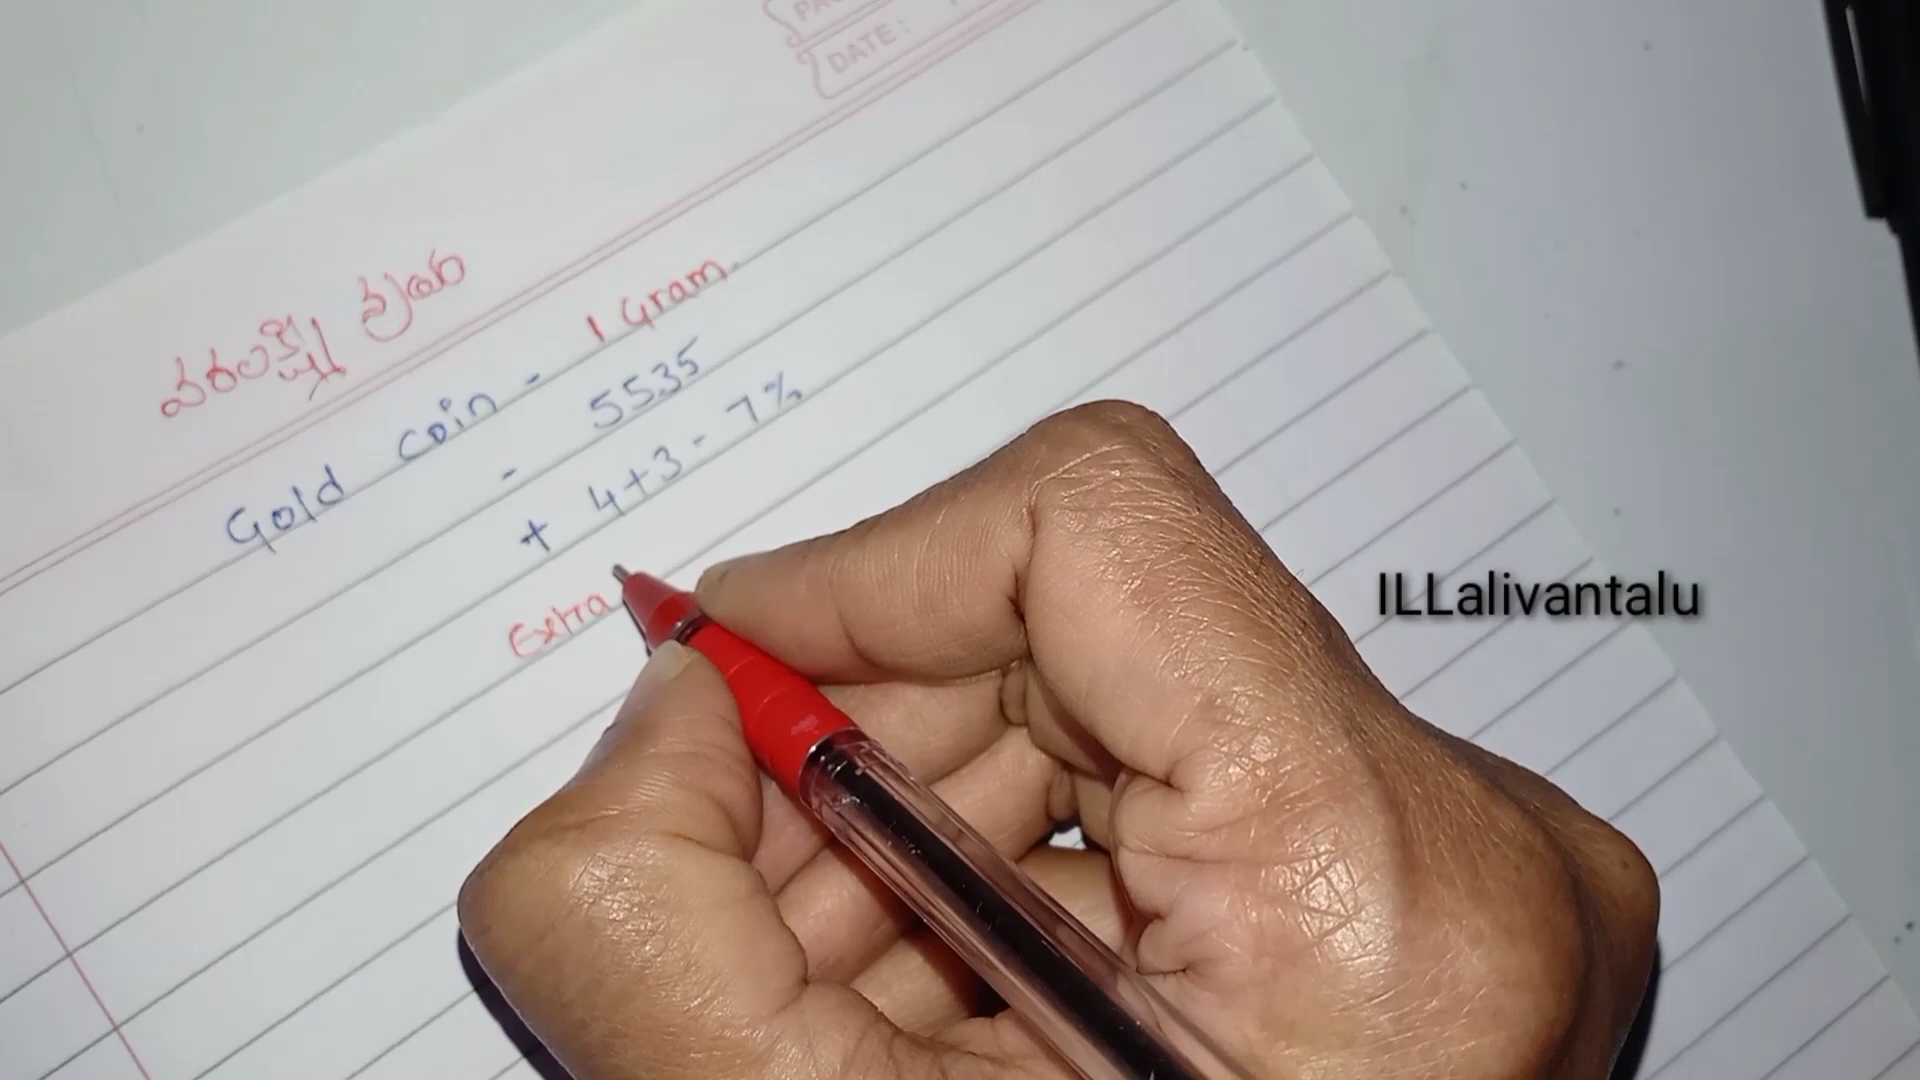 DATE:
వరలక్ష్మి వ్రతం
Gold coin - 1 Gram
- 5535
+ 4+3 - 7%
Extra
ILLalivantalu